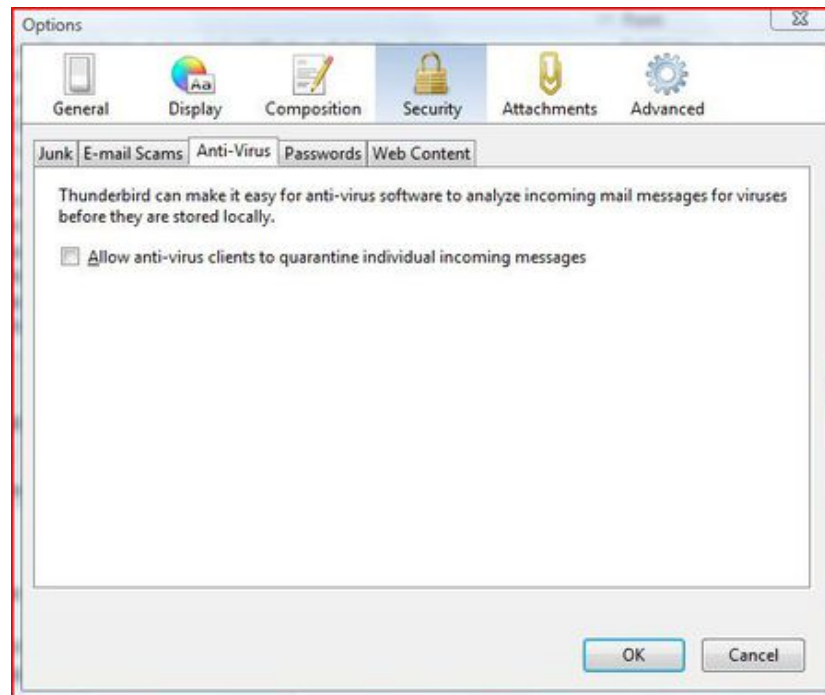 Options
General Display Composition Security Attachments Advanced
Aa
Junk E-mail Scams Anti-Virus Passwords Web Content
Thunderbird can make it easy for anti-virus software to analyze incoming mail messages for viruses
before they are stored locally.
Allow anti-virus clients to quarantine individual incoming messages
OK Cancel